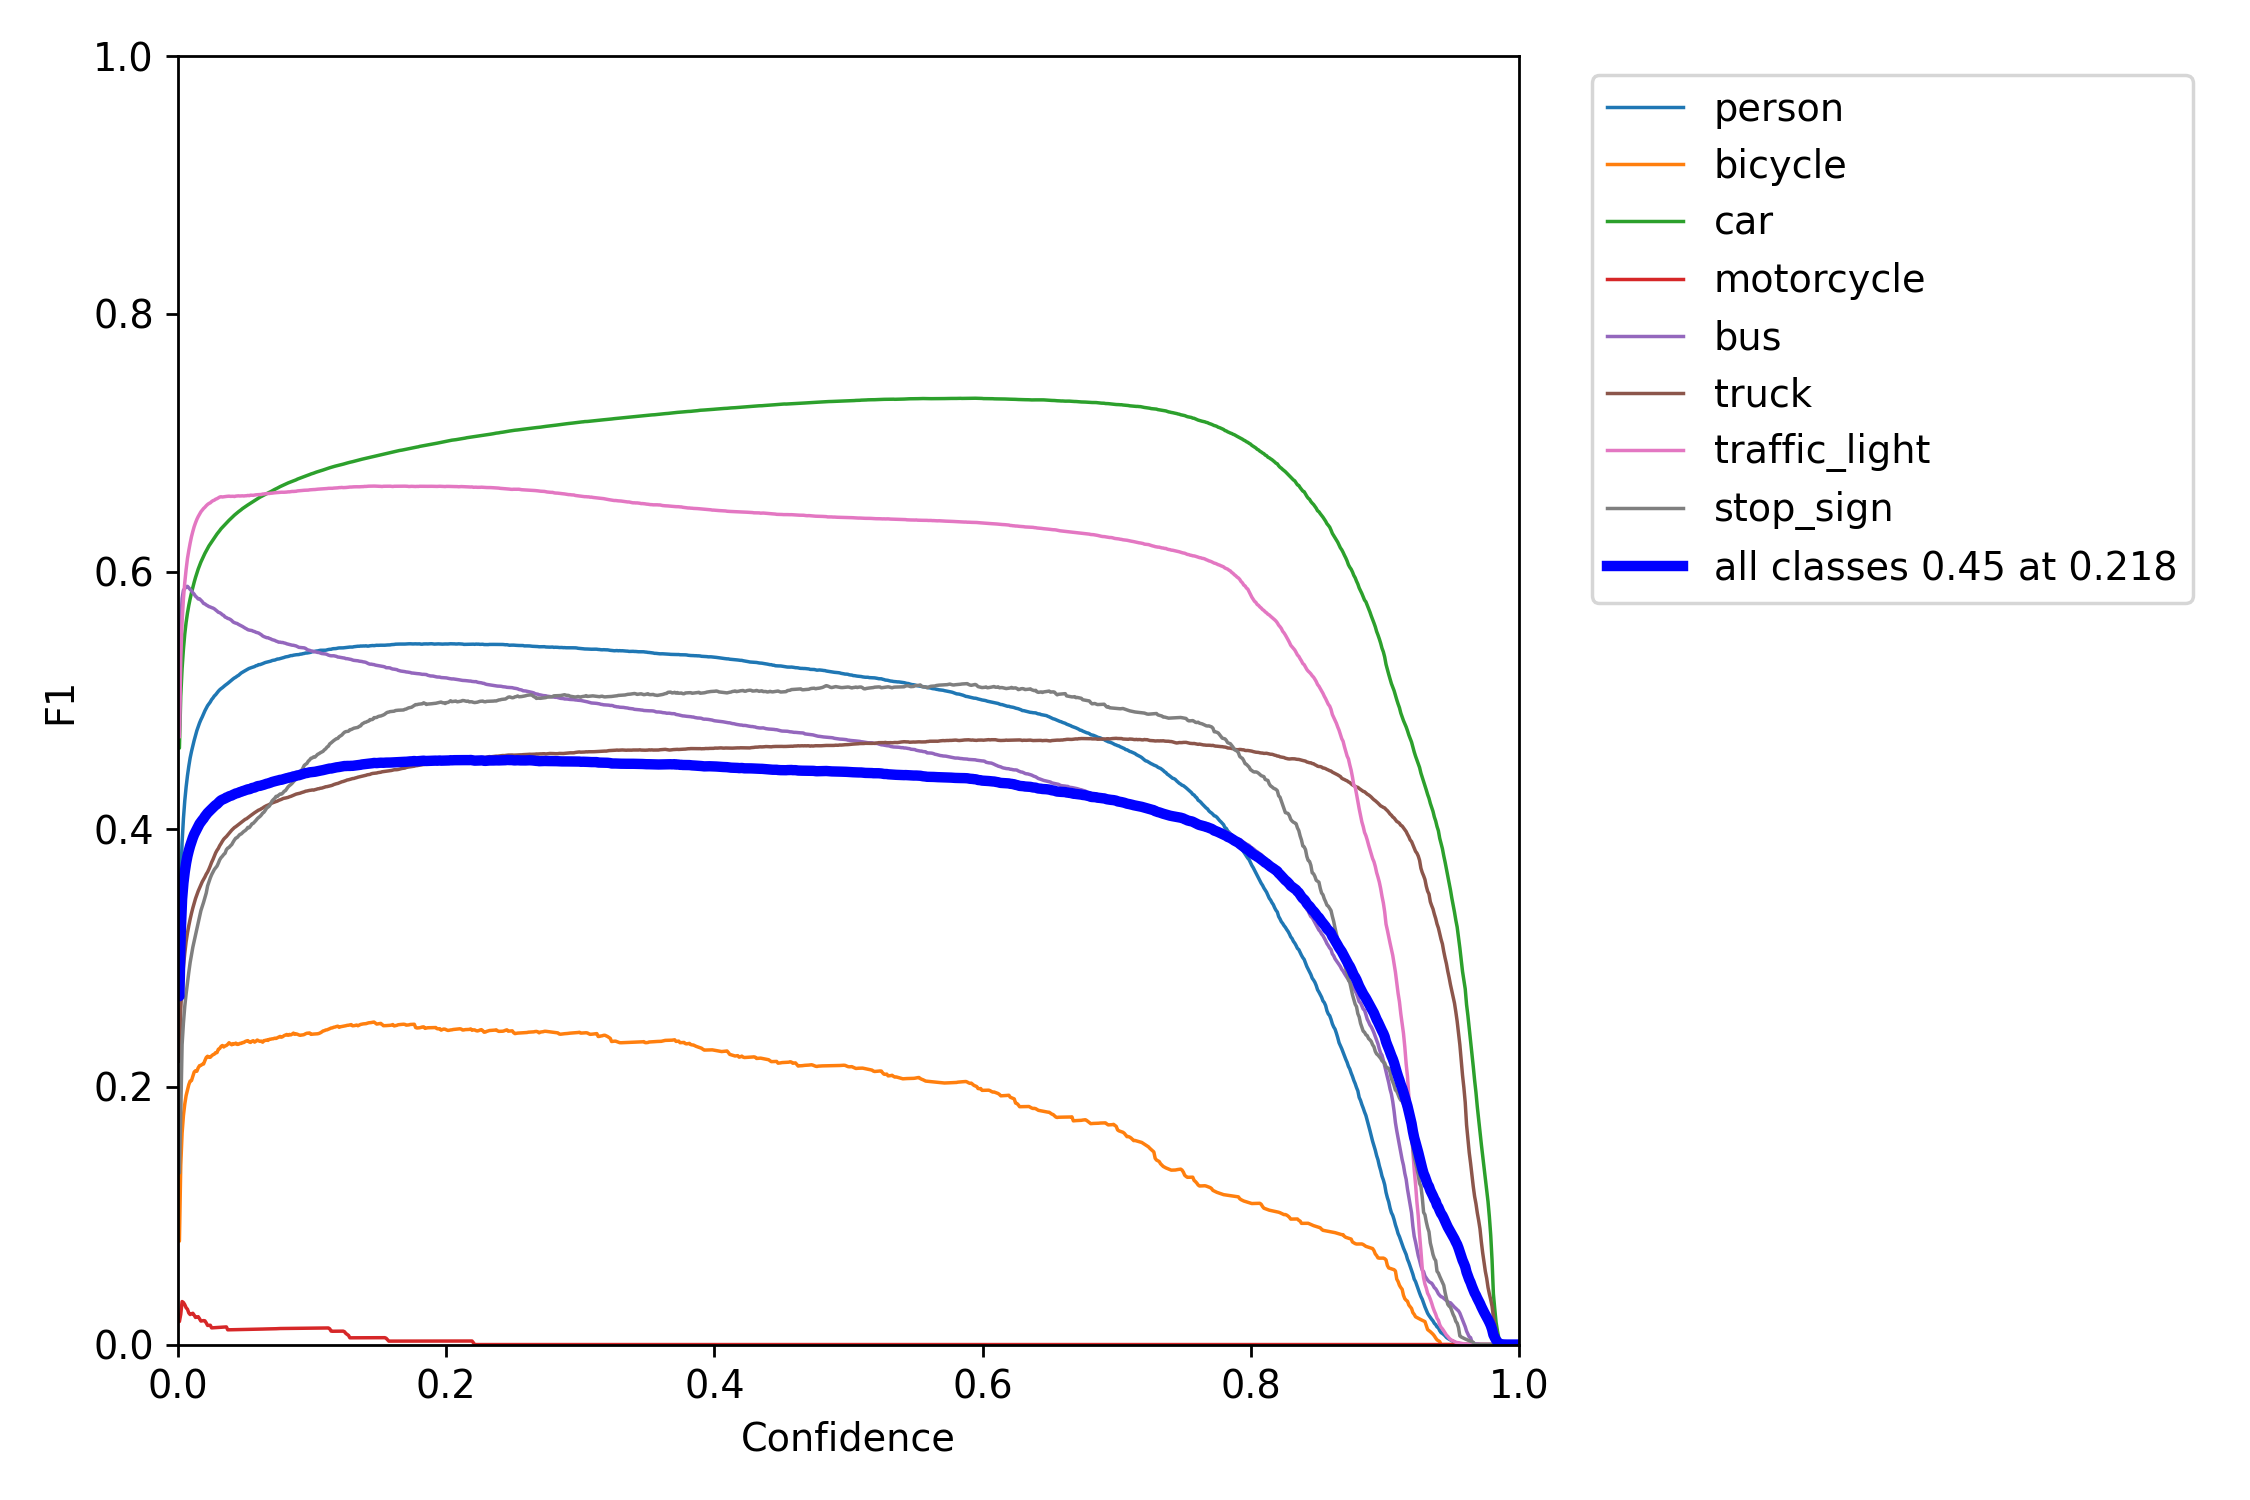 1.0
0.8
0.6
0.4
0.2
0.0
F1
0.0 0.2 0.4 0.6 0.8 1.0
Confidence
person
bicycle
car
motorcycle
bus
truck
traffic_light
stop_sign
all classes 0.45 at 0.218